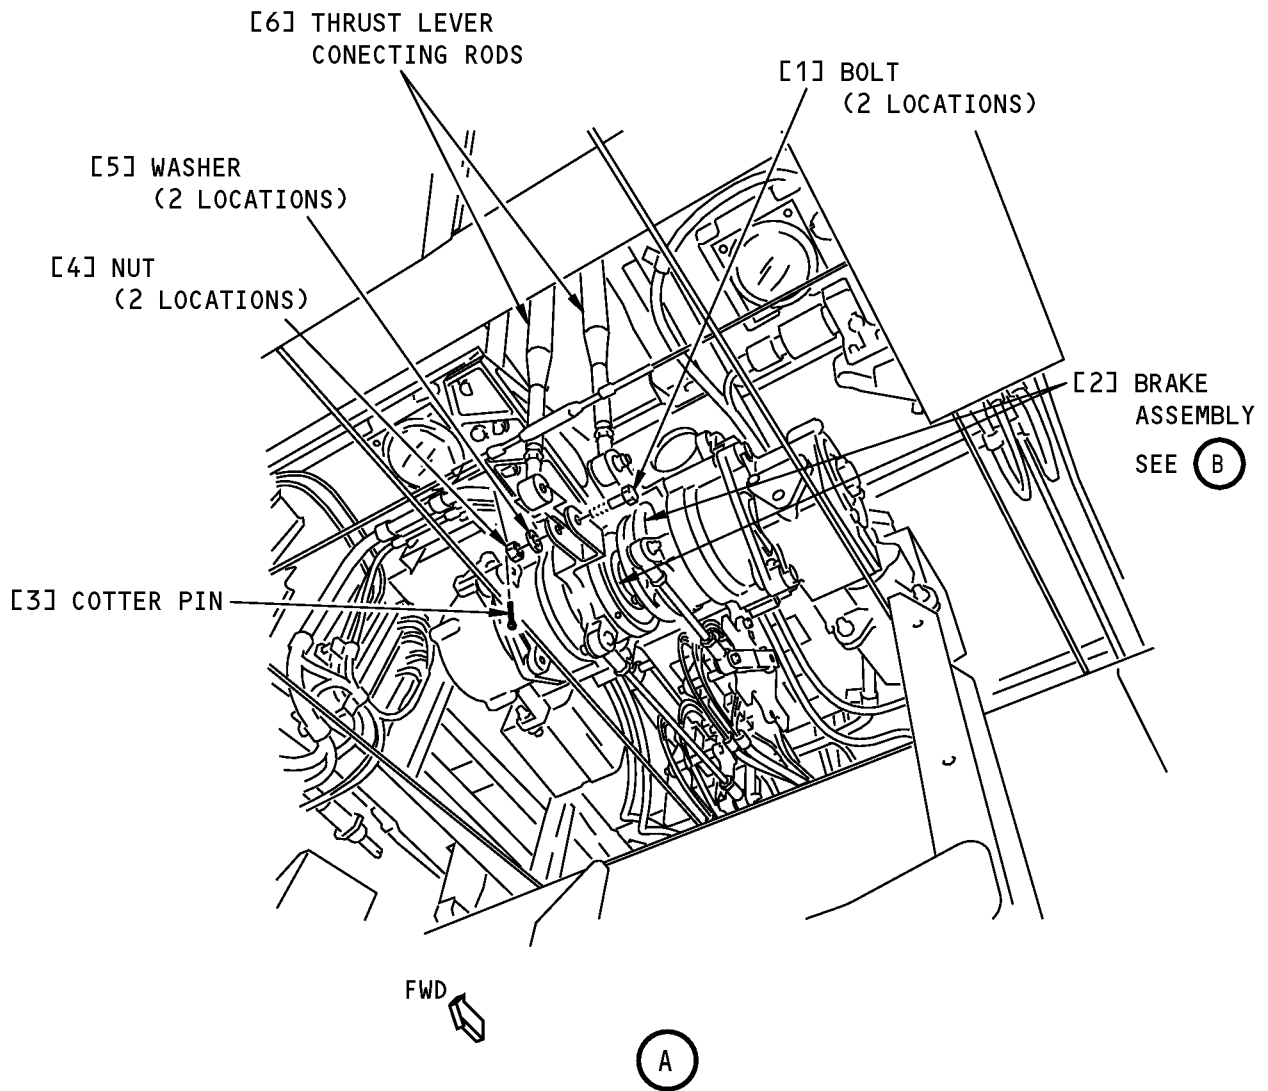 [6] THRUST LEVER
CONECTING RODS
[1] BOLT
(2 LOCATIONS)
[5] WASHER
(2 LOCATIONS)
[4] NUT
(2 LOCATIONS)
[2] BRAKE
ASSEMBLY
SEE B
[3] COTTER PIN
FWD
A